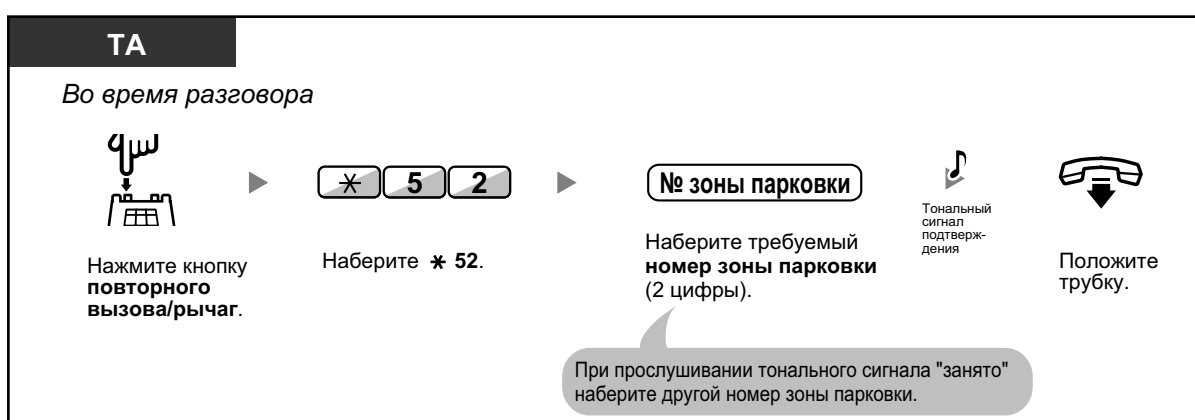 ТА
Во время разговора
* 5 2
№ зоны парковки
Тональный
сигнал
подтверж-
дения
Нажмите кнопку
повторного
вызова/рычаг.
Наберите * 52.
Наберите требуемый
номер зоны парковки
(2 цифры).
Положите
трубку.
При прослушивании тонального сигнала "занято"
наберите другой номер зоны парковки.